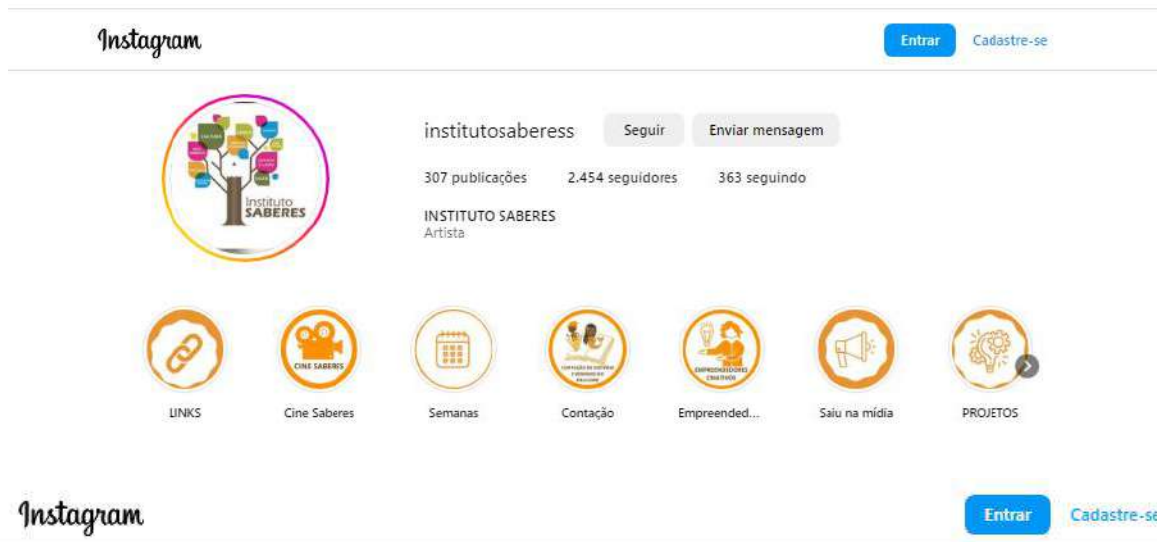 Instagram
Entrar Cadastre-se
institutosaberess Seguir Enviar mensagem
307 publicações 2.454 seguidores 363 seguindo
INSTITUTO SABERES
Artista
Instituto
SABERES
CINE SABERES
EMPREENDEDORES
CRIATIVOS
LINKS Cine Saberes Semanas Contação Empreended... Saiu na mídia PROJETOS
Instagram
Entrar Cadastre-se